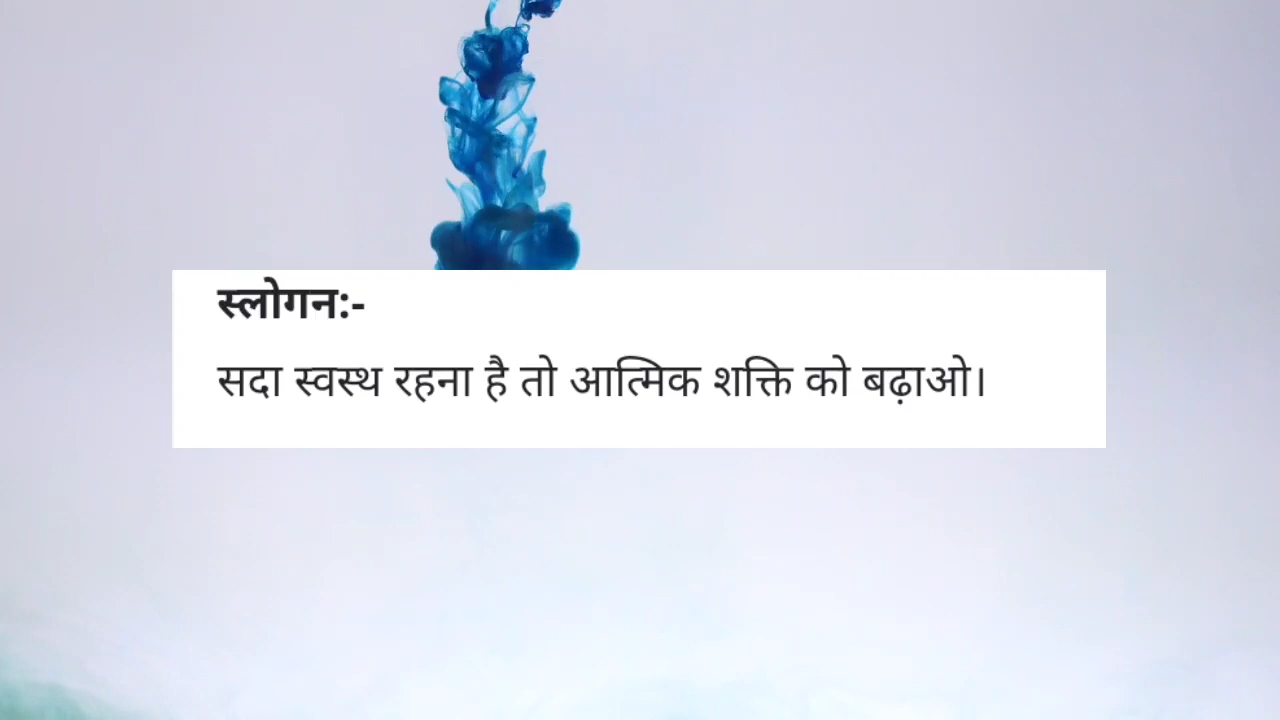 स्लोगन:-
सदा स्वस्थ रहना है तो आत्मिक शक्ति को बढ़ाओ।